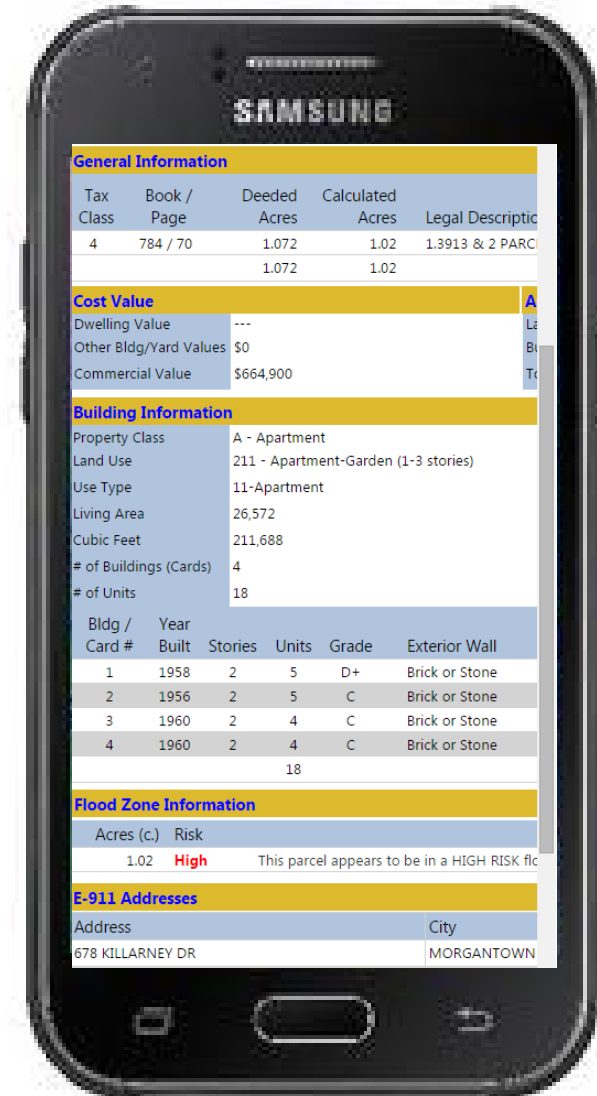 SAMSUNG
General Information
Tax Class Book / Page Deeded Acres Calculated Acres Legal
4 784 / 70 1.072 1.02 1.3913 & 2
1.072 1.02
Cost Value
Dwelling Value ---
Other Bldg/Yard Values $0
Commercial Value $664,900
Building Information
Property Class A - Apartment
Land Use 211 - Apartment-Garden (1-3 stories)
Use Type 11-Apartment
Living Area 26,572
Cubic Feet 211,688
# of Buildings (Cards) 4
# of Units 18
Bldg / Card # Year Built Stories Units Grade Exterior Wall
1 1958 2 5 D+ Brick or Stone
2 1956 2 5 C Brick or Stone
3 1960 2 4 C Brick or Stone
4 1960 2 4 C Brick or Stone
18
Flood Zone Information
Acres (c.) Risk
1.02 High This parcel appears to be in a HIGH RISK
E-911 Addresses
Address City
678 KILLARNEY DR MORGANTOWN